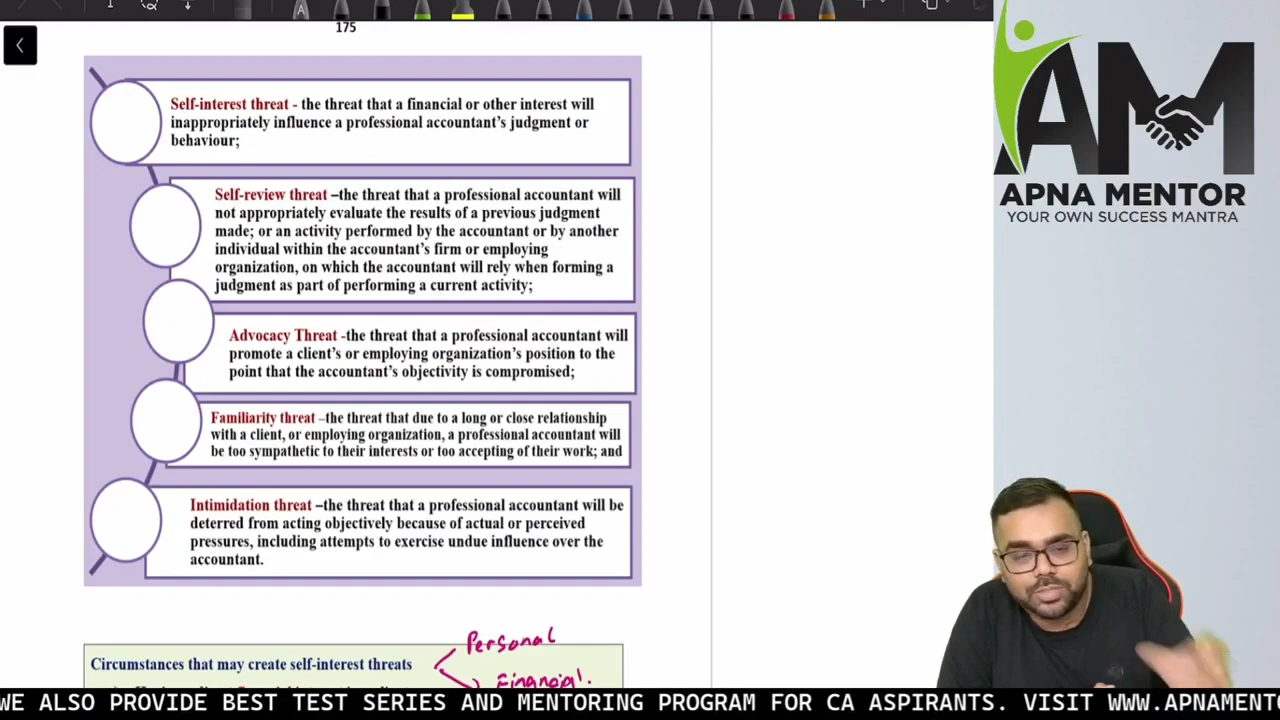 175
Self-interest threat - the threat that a financial or other interest will
inappropriately influence a professional accountant's judgment or
behaviour;
Self-review threat –the threat that a professional accountant will
not appropriately evaluate the results of a previous judgment
made; or an activity performed by the accountant or by another
individual within the accountant's firm or employing
organization, on which the accountant will rely when forming a
judgment as part of performing a current activity;
Advocacy Threat -the threat that a professional accountant will
promote a client's or employing organization's position to the
point that the accountant's objectivity is compromised;
Familiarity threat –the threat that due to a long or close relationship
with a client, or employing organization, a professional accountant will
be too sympathetic to their interests or too accepting of their work; and
Intimidation threat –the threat that a professional accountant will be
deterred from acting objectively because of actual or perceived
pressures, including attempts to exercise undue influence over the
accountant.
Personal
Circumstances that may create self-interest threats
Financial.
AM
APNA MENTOR
YOUR OWN SUCCESS MANTRA
WE ALSO PROVIDE BEST TEST SERIES AND MENTORING PROGRAM FOR CA ASPIRANTS. VISIT WWW.APNAMENT